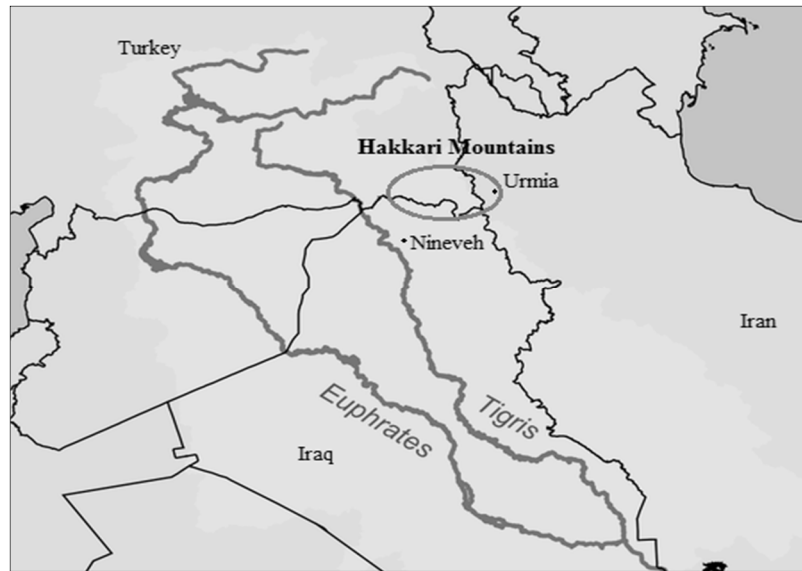 Turkey
Hakkari Mountains
Urmia
Nineveh
Iran
Tigris
Euphrates
Iraq